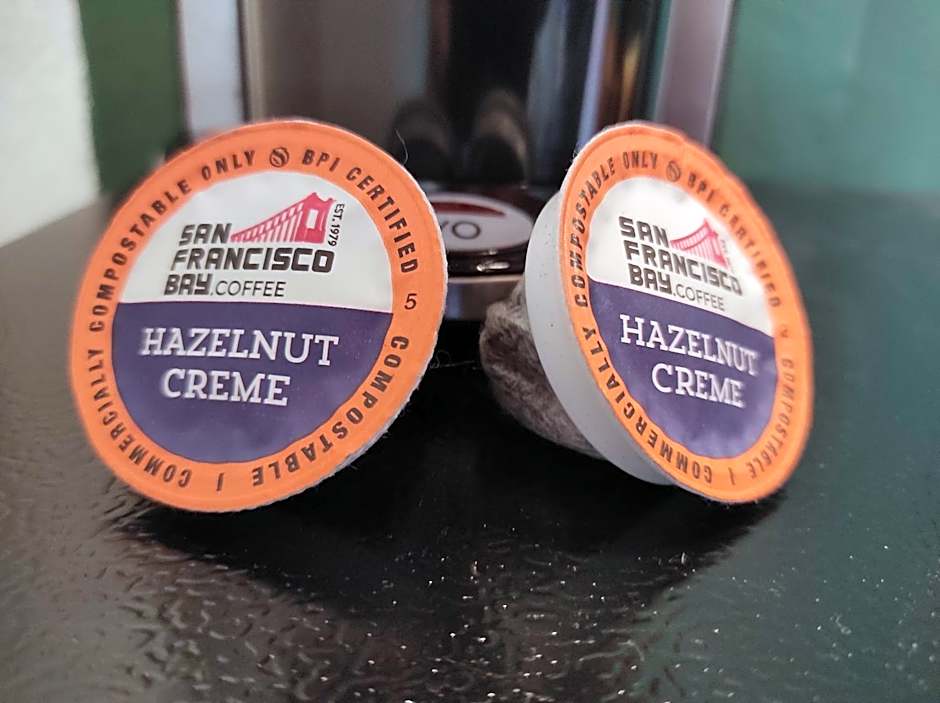 COMMERCIALLY COMPOSTABLE ONLY
BPI CERTIFIED
5
COMPOSTABLE |
EST. 1979
SAN
FRANCISCO
BAY.COFFEE
HAZELNUT
CREME
COMMERCIALLY COMPOSTABLE ONLY
BPI CERTIFIED
COMPOSTABLE |
SAN
FRANCISCO
BAY.COFFEE
HAZELNUT
CREME